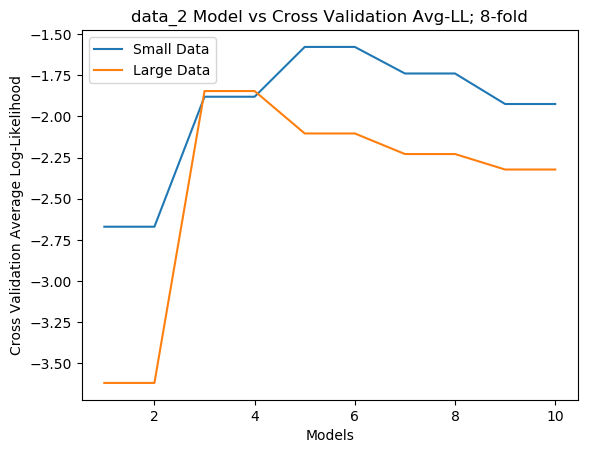 data_2 Model vs Cross Validation Avg-LL; 8-fold
Small Data
Large Data
Cross Validation Average Log-Likelihood
−1.50
−1.75
−2.00
−2.25
−2.50
−2.75
−3.00
−3.25
−3.50
2
4
6
8
10
Models